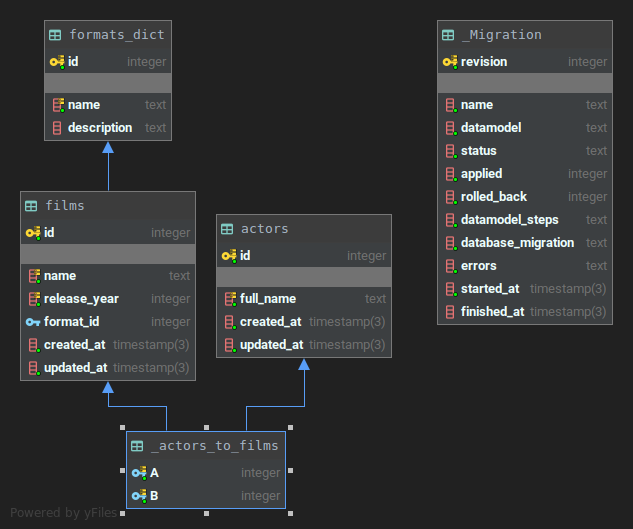 formats_dict
id integer
name text
description text
_Migration
revision integer
name text
datamodel text
status text
applied integer
rolled_back integer
datamodel_steps text
database_migration text
errors text
started_at timestamp(3)
finished_at timestamp(3)
films
id integer
name text
release_year integer
format_id integer
created_at timestamp(3)
updated_at timestamp(3)
actors
id integer
full_name text
created_at timestamp(3)
updated_at timestamp(3)
_actors_to_films
A integer
B integer
Powered by yFiles